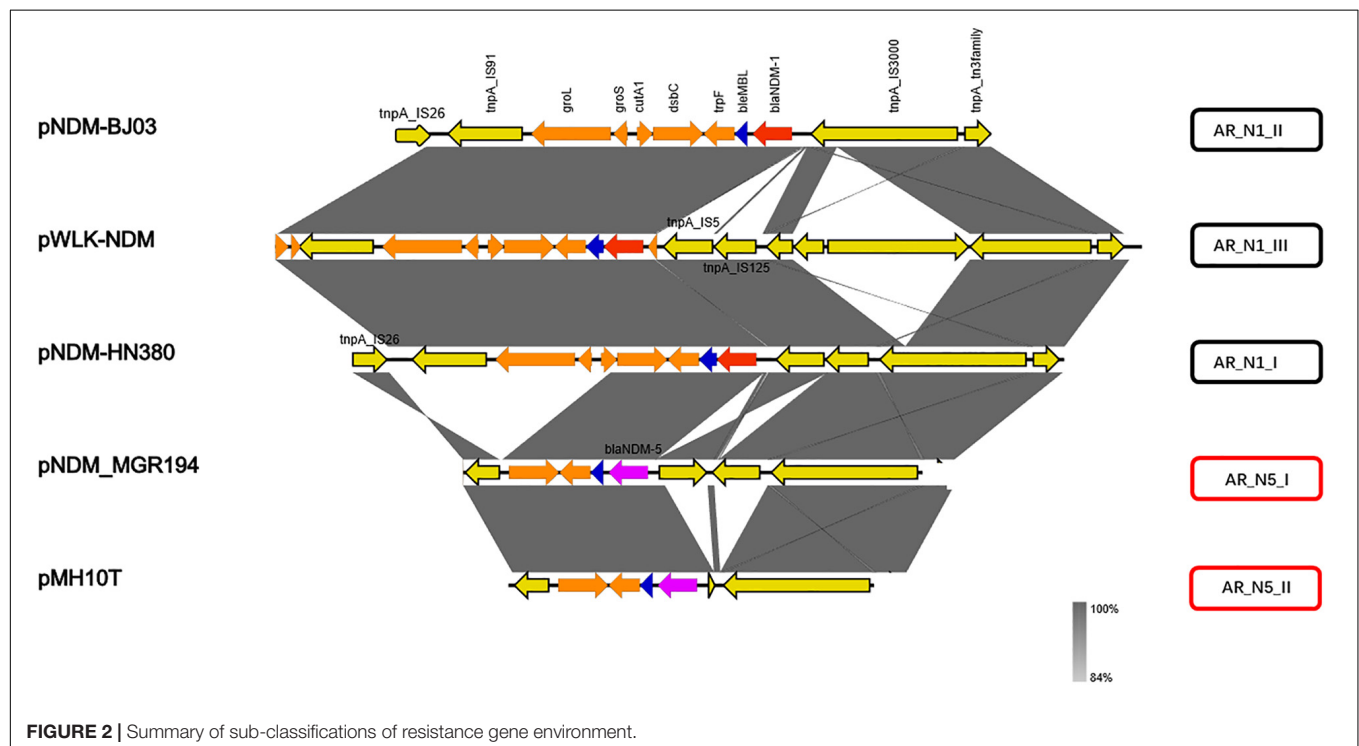 tnpA_IS26
tnpA_IS91
groL
groS
cutA1
dsbC
trpF
bleMBL
blaNDM-1
tnpA_IS3000
tnpA_tn3family
pNDM-BJ03
AR_N1_II
tnpA_IS5
pWLK-NDM
AR_N1_III
tnpA_IS125
tnpA_IS26
pNDM-HN380
AR_N1_I
blaNDM-5
pNDM_MGR194
AR_N5_I
pMH10T
AR_N5_II
100%
84%
FIGURE 2 | Summary of sub-classifications of resistance gene environment.